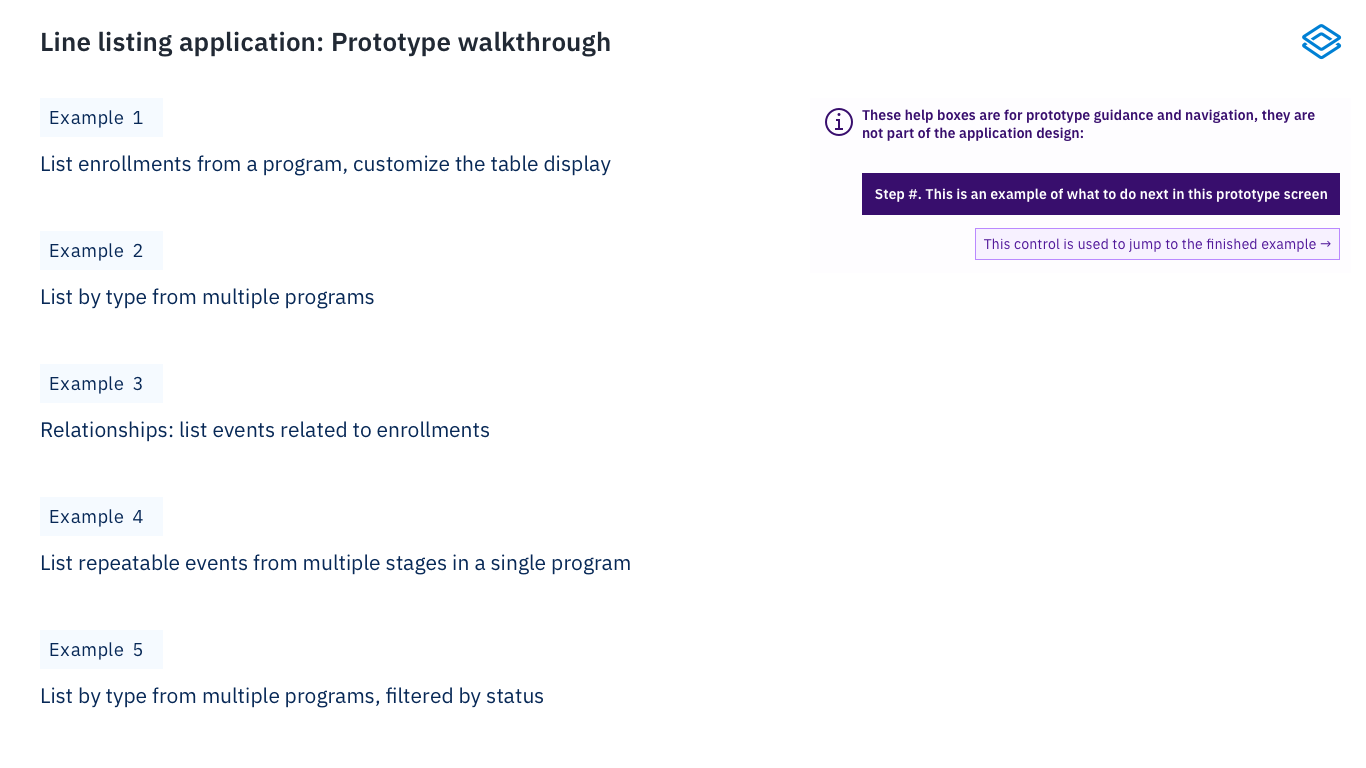 Line listing application: Prototype walkthrough
Example 1
List enrollments from a program, customize the table display
Example 2
List by type from multiple programs
Example 3
Relationships: list events related to enrollments
Example 4
List repeatable events from multiple stages in a single program
Example 5
List by type from multiple programs, filtered by status
These help boxes are for prototype guidance and navigation, they are
not part of the application design:
Step #. This is an example of what to do next in this prototype screen
This control is used to jump to the finished example →